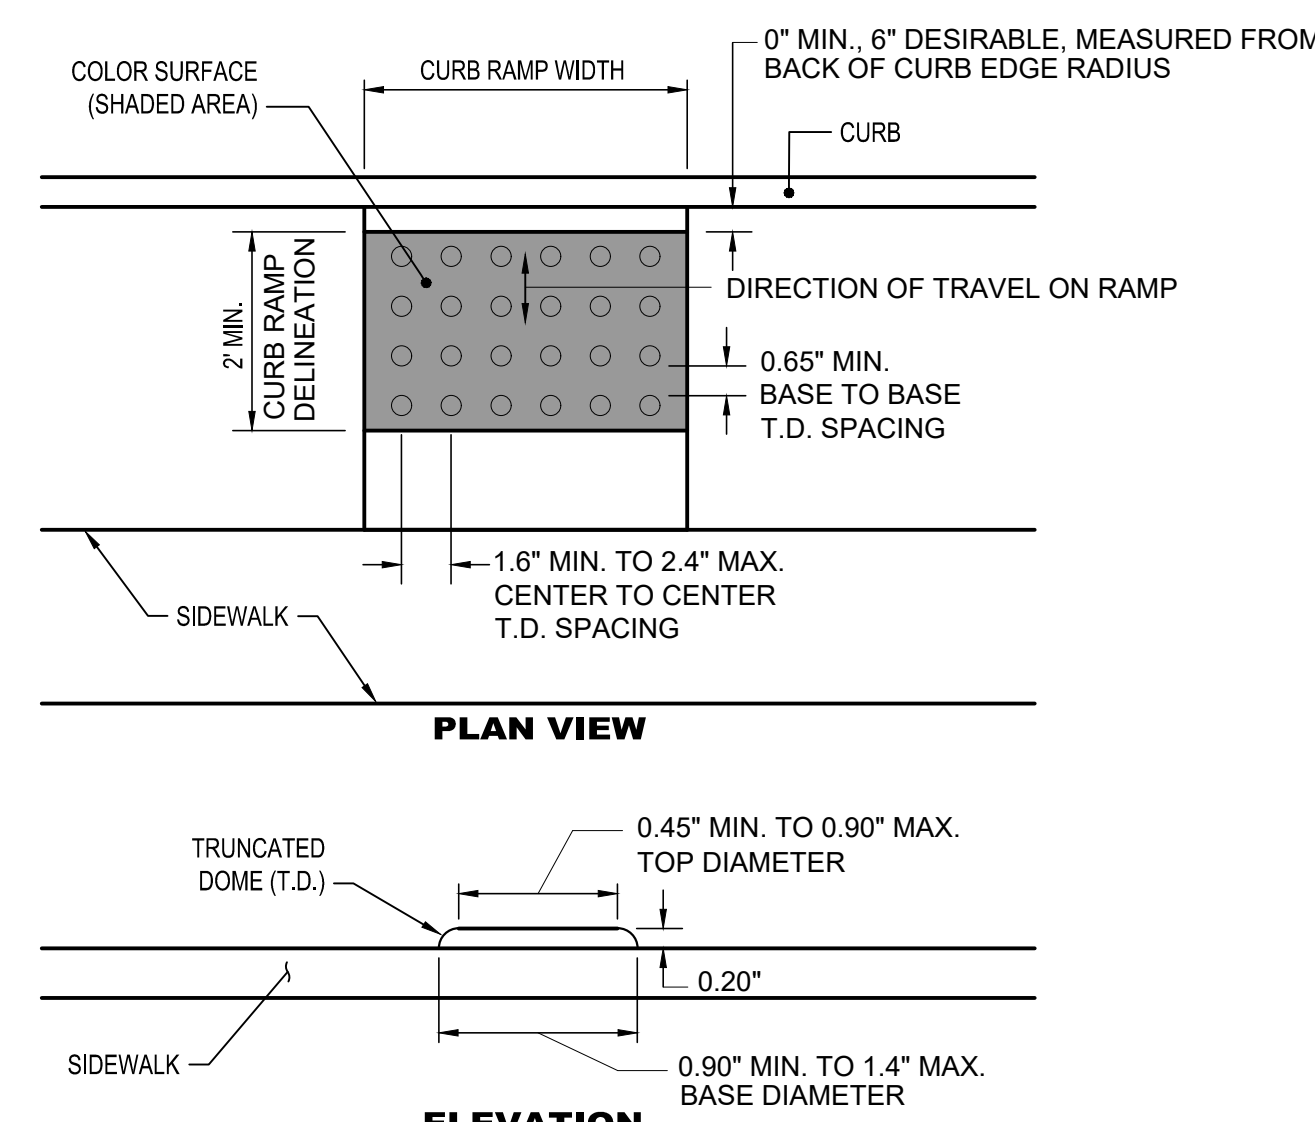 0" MIN., 6" DESIRABLE, MEASURED FROM
BACK OF CURB EDGE RADIUS
COLOR SURFACE
(SHADED AREA)
CURB RAMP WIDTH
CURB
2' MIN.
CURB RAMP
DELINEATION
DIRECTION OF TRAVEL ON RAMP
0.65" MIN.
BASE TO BASE
T.D. SPACING
1.6" MIN. TO 2.4" MAX.
CENTER TO CENTER
T.D. SPACING
SIDEWALK
PLAN VIEW
0.45" MIN. TO 0.90" MAX.
TOP DIAMETER
TRUNCATED
DOME (T.D.)
0.20"
SIDEWALK
0.90" MIN. TO 1.4" MAX.
BASE DIAMETER
ELEVATION